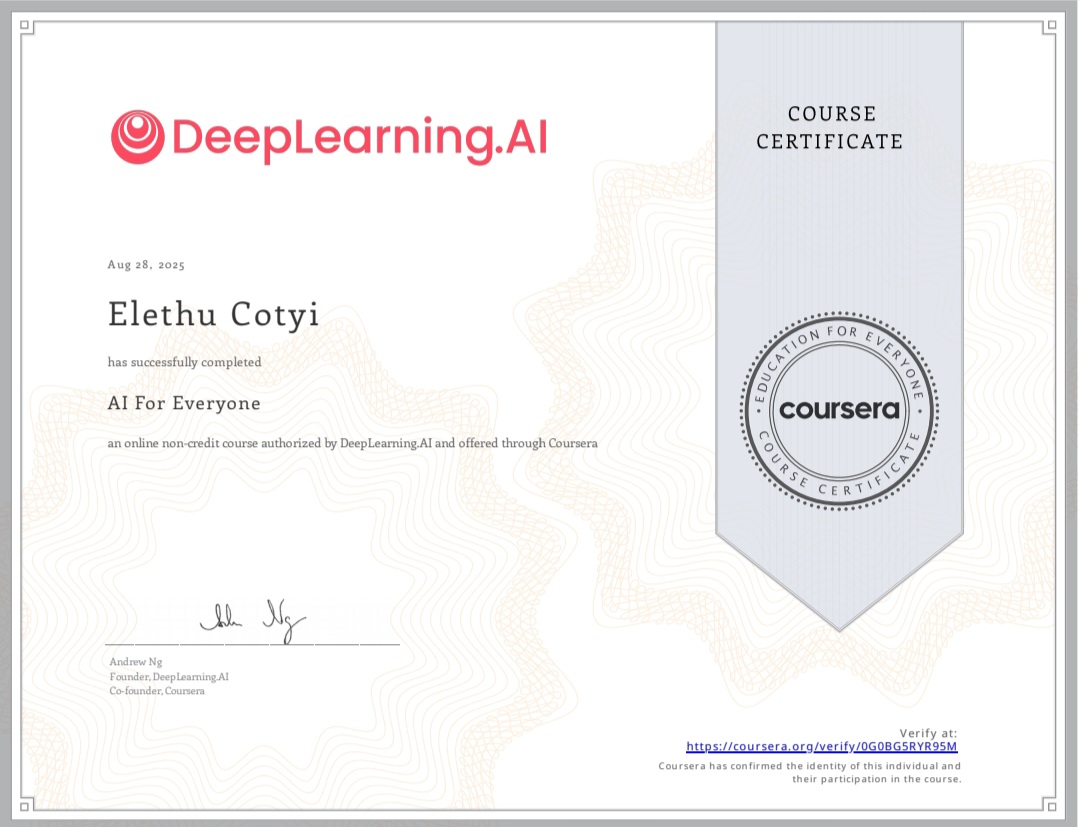 DeepLearning.AI
COURSE
CERTIFICATE
Aug 28, 2025
Elethu Cotyi
has successfully completed
AI For Everyone
an online non-credit course authorized by DeepLearning.AI and offered through Coursera
EDUCATION FOR EVERYONE
coursera
COURSE CERTIFICATE
Andrew Ng
Founder, DeepLearning.AI
Co-founder, Coursera
Verify at:
https://coursera.org/verify/0G0BG5RYR95M
Coursera has confirmed the identity of this individual and
their participation in the course.